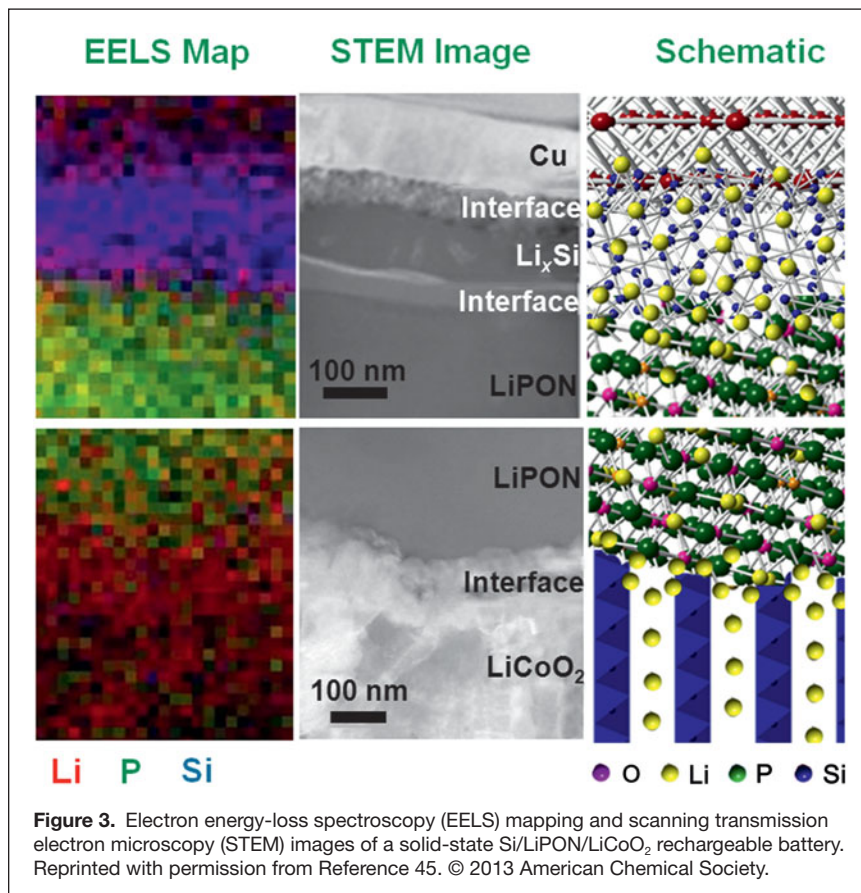 EELS Map STEM Image Schematic
Cu
Interface
LiₓSi
Interface
100 nm
LiPON
LiPON
Interface
LiCoO₂
100 nm
Li P Si
O Li P Si
Figure 3. Electron energy-loss spectroscopy (EELS) mapping and scanning transmission
electron microscopy (STEM) images of a solid-state Si/LiPON/LiCoO₂ rechargeable battery.
Reprinted with permission from Reference 45. © 2013 American Chemical Society.